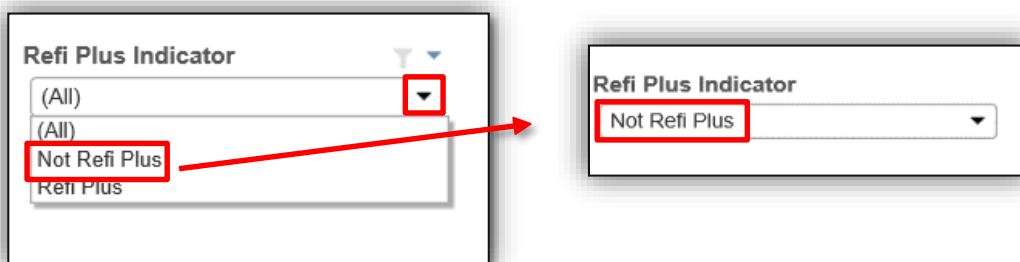 Refi Plus Indicator
(All)
(All)
Not Refi Plus
Refi Plus
Refi Plus Indicator
Not Refi Plus